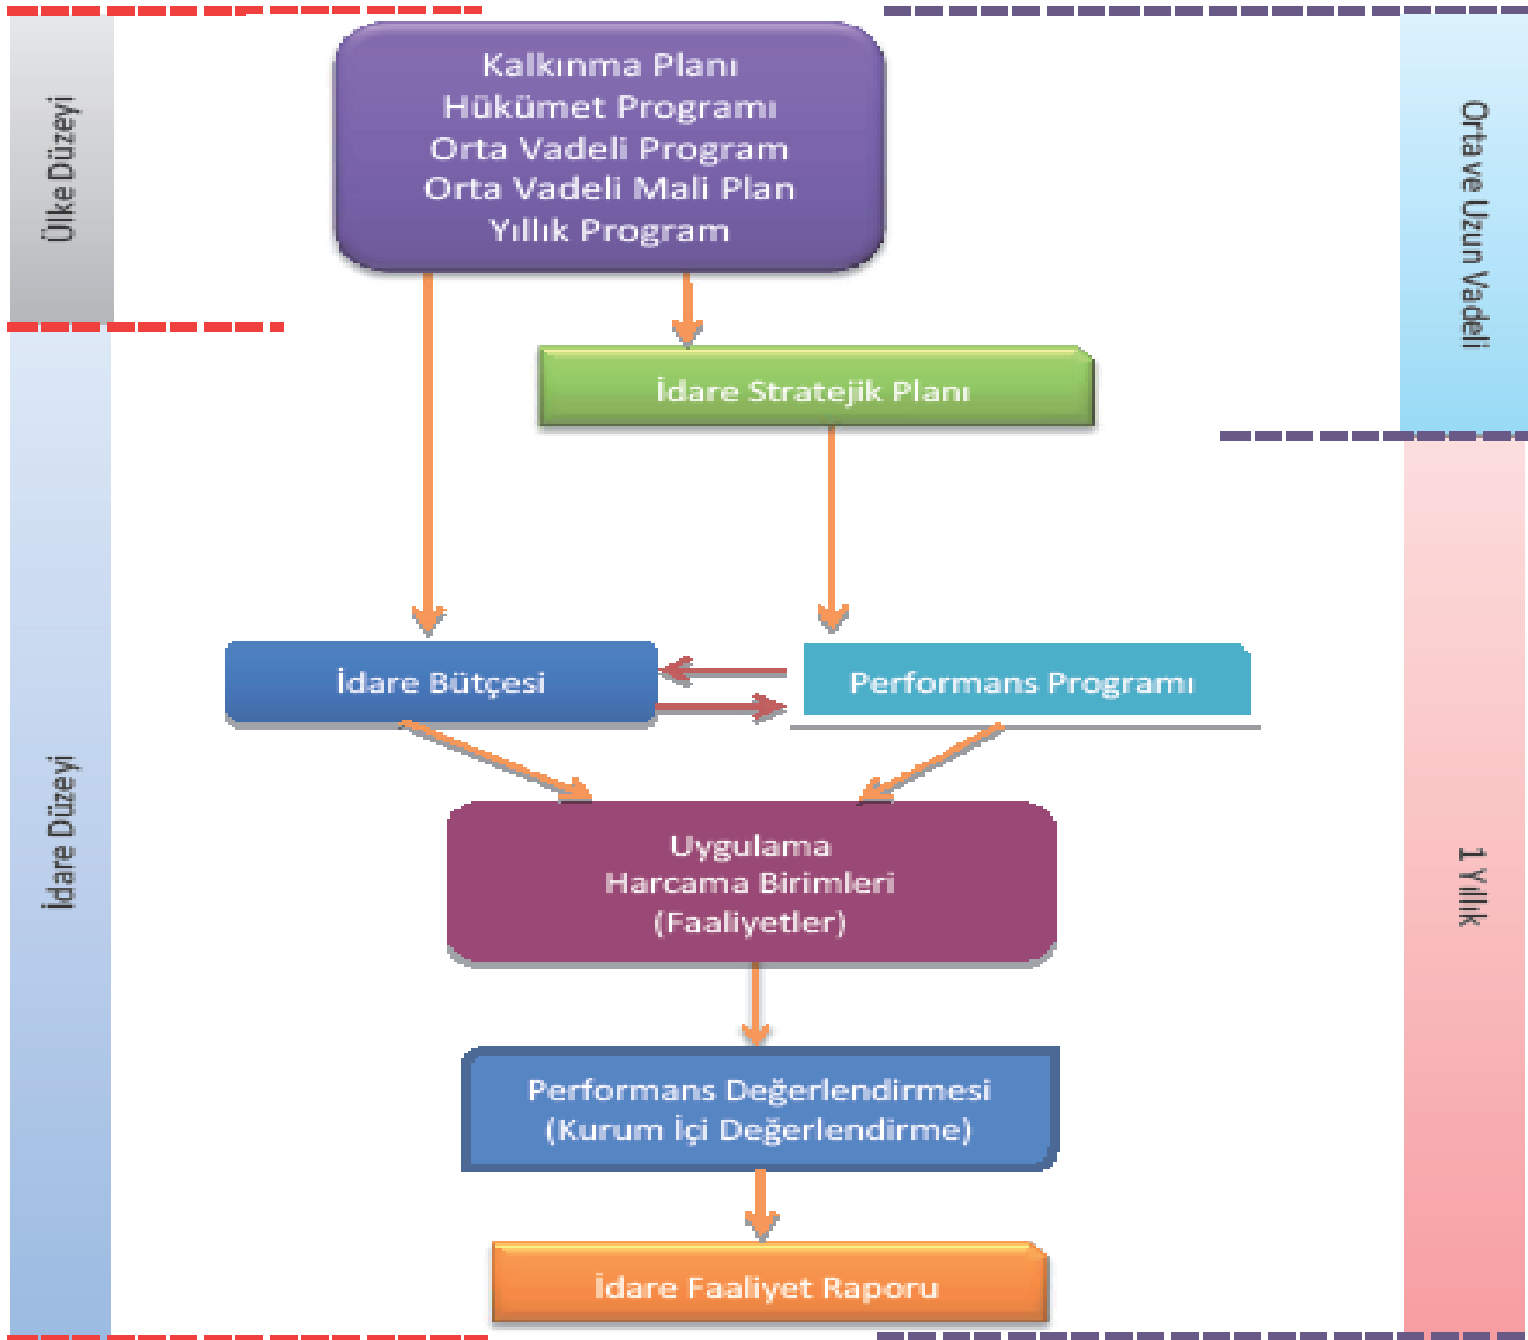 Ülke Düzeyi
Kalkınma Planı
Hükümet Programı
Orta Vadeli Program
Orta Vadeli Mali Plan
Yıllık Program
Orta ve Uzun Vadeli
İdare Stratejik Planı
İdare Düzeyi
İdare Bütçesi
Performans Programı
1 Yıllık
Uygulama
Harcama Birimleri
(Faaliyetler)
Performans Değerlendirmesi
(Kurum İçi Değerlendirme)
İdare Faaliyet Raporu